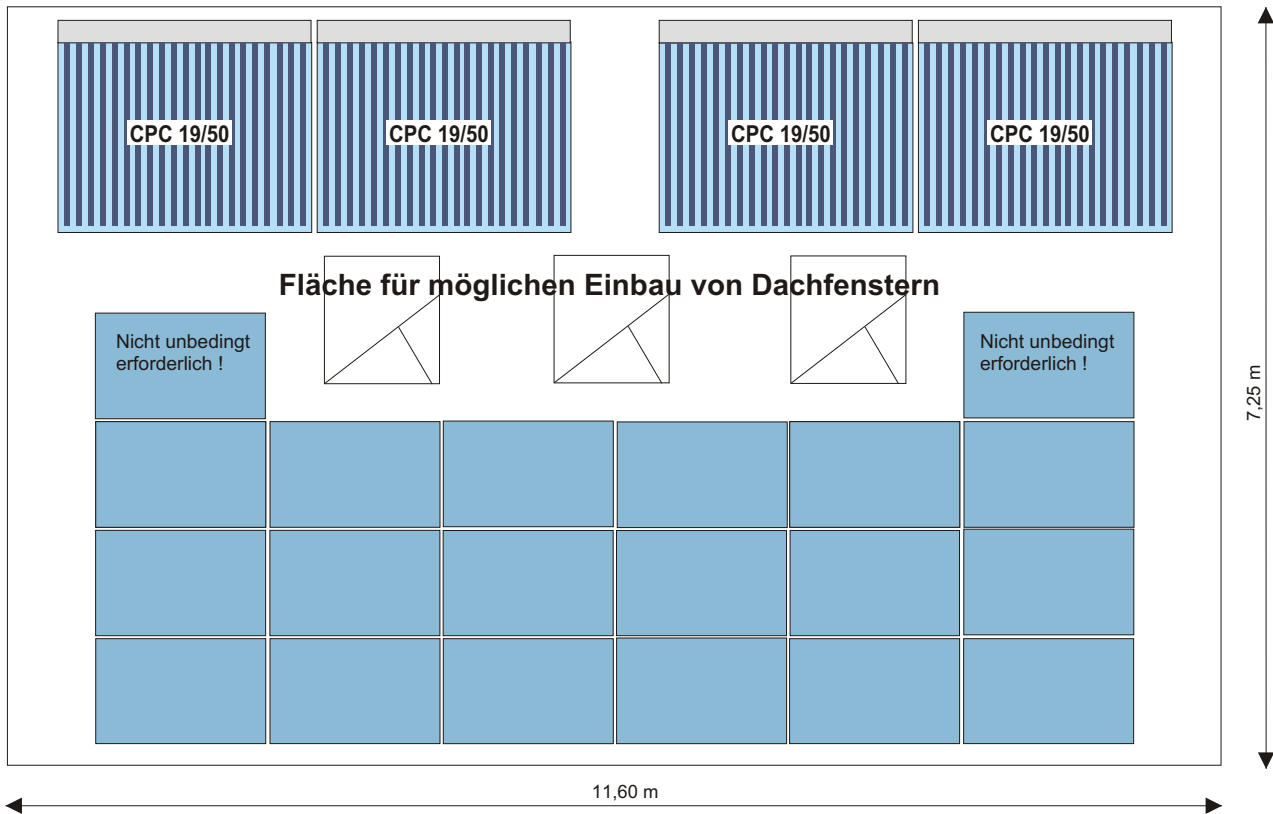 CPC 19/50
CPC 19/50
CPC 19/50
CPC 19/50
Fläche für möglichen Einbau von Dachfenstern
Nicht unbedingt
erforderlich !
Nicht unbedingt
erforderlich !
7,25 m
11,60 m